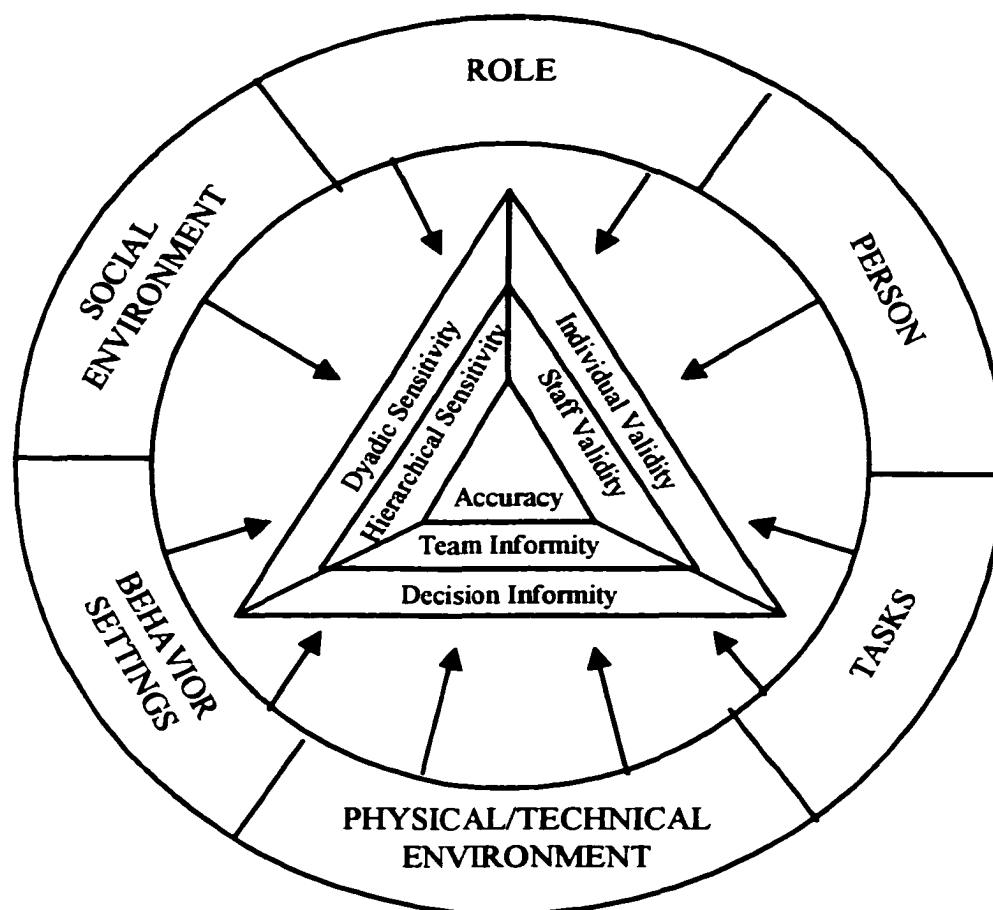 ROLE
SOCIAL
ENVIRONMENT
PERSON
Dyadic Sensitivity
Hierarchical Sensitivity
Individual Validity
Staff Validity
Accuracy
Team Informity
Decision Informity
BEHAVIOR
SETTINGS
TASKS
PHYSICAL/TECHNICAL
ENVIRONMENT